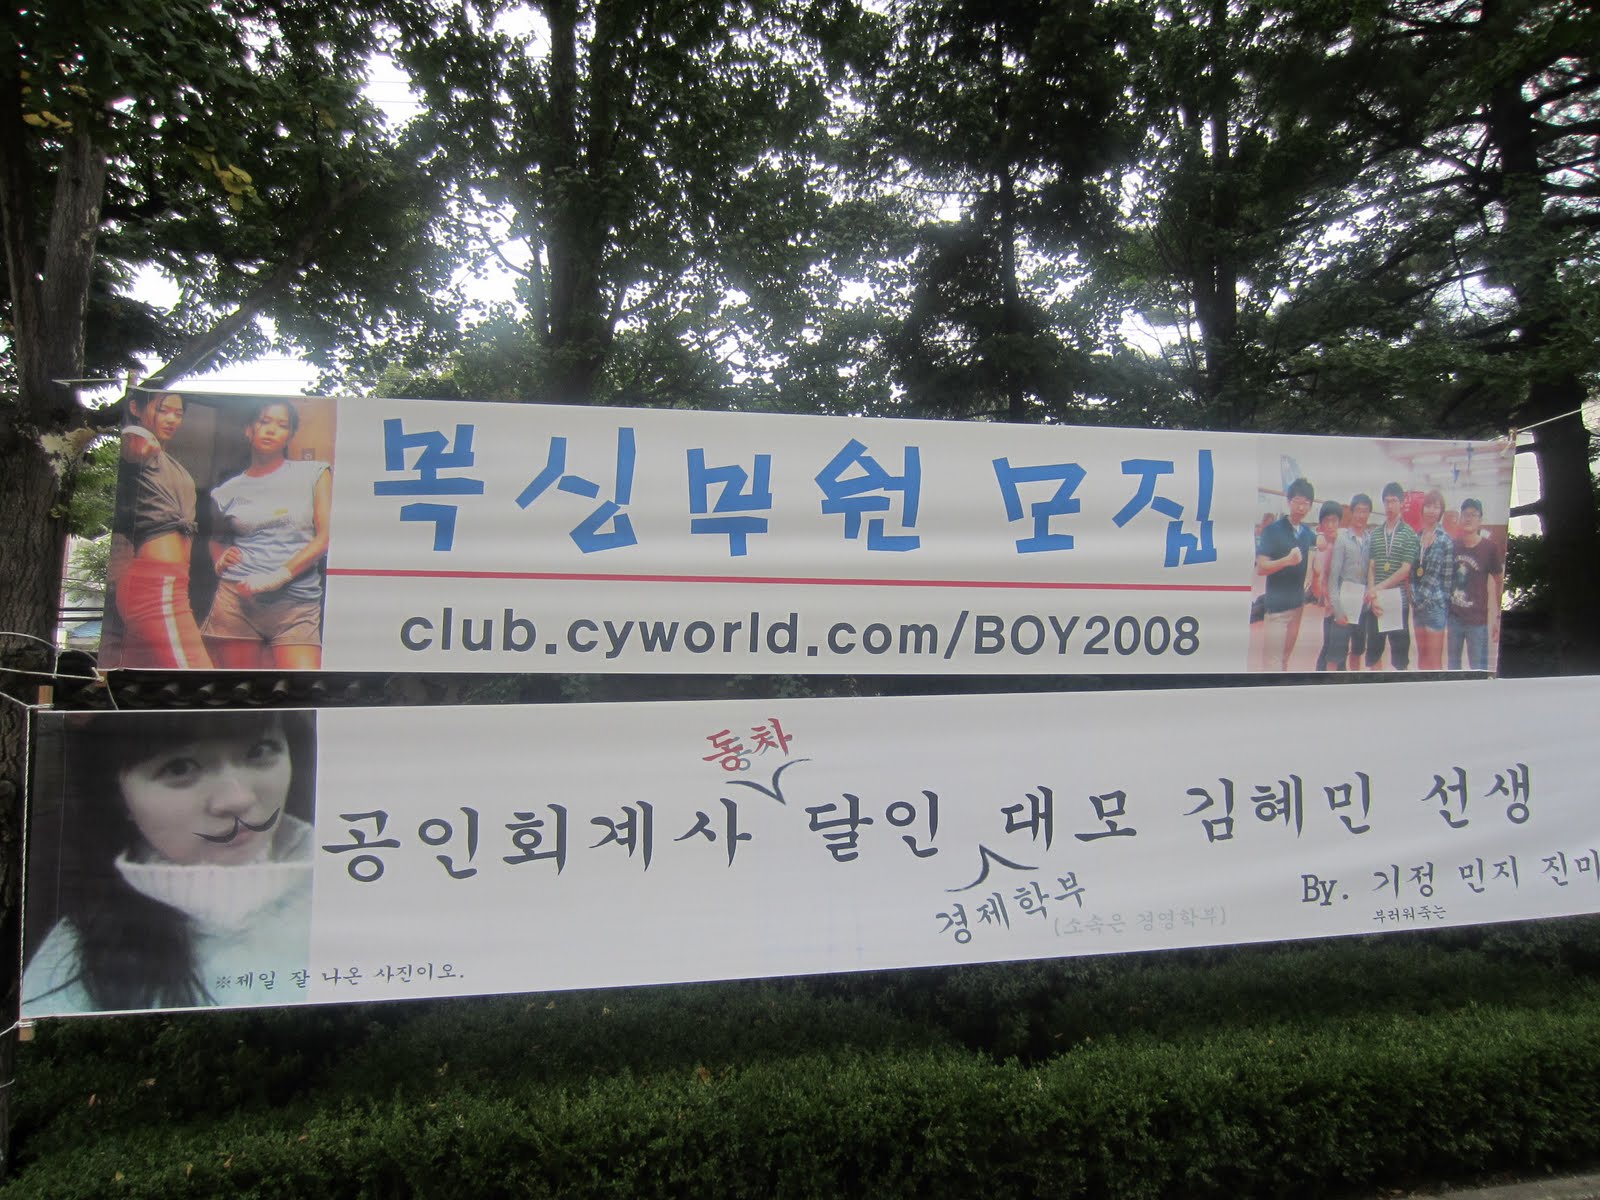 복싱부원 모집
club.cyworld.com/BOY2008
동차
공인회계사 달인 대모 김혜민 선생
경제학부 (소속은 경영학부)
By. 기정 민지 진미
부러워죽는
※제일 잘 나온 사진이오.